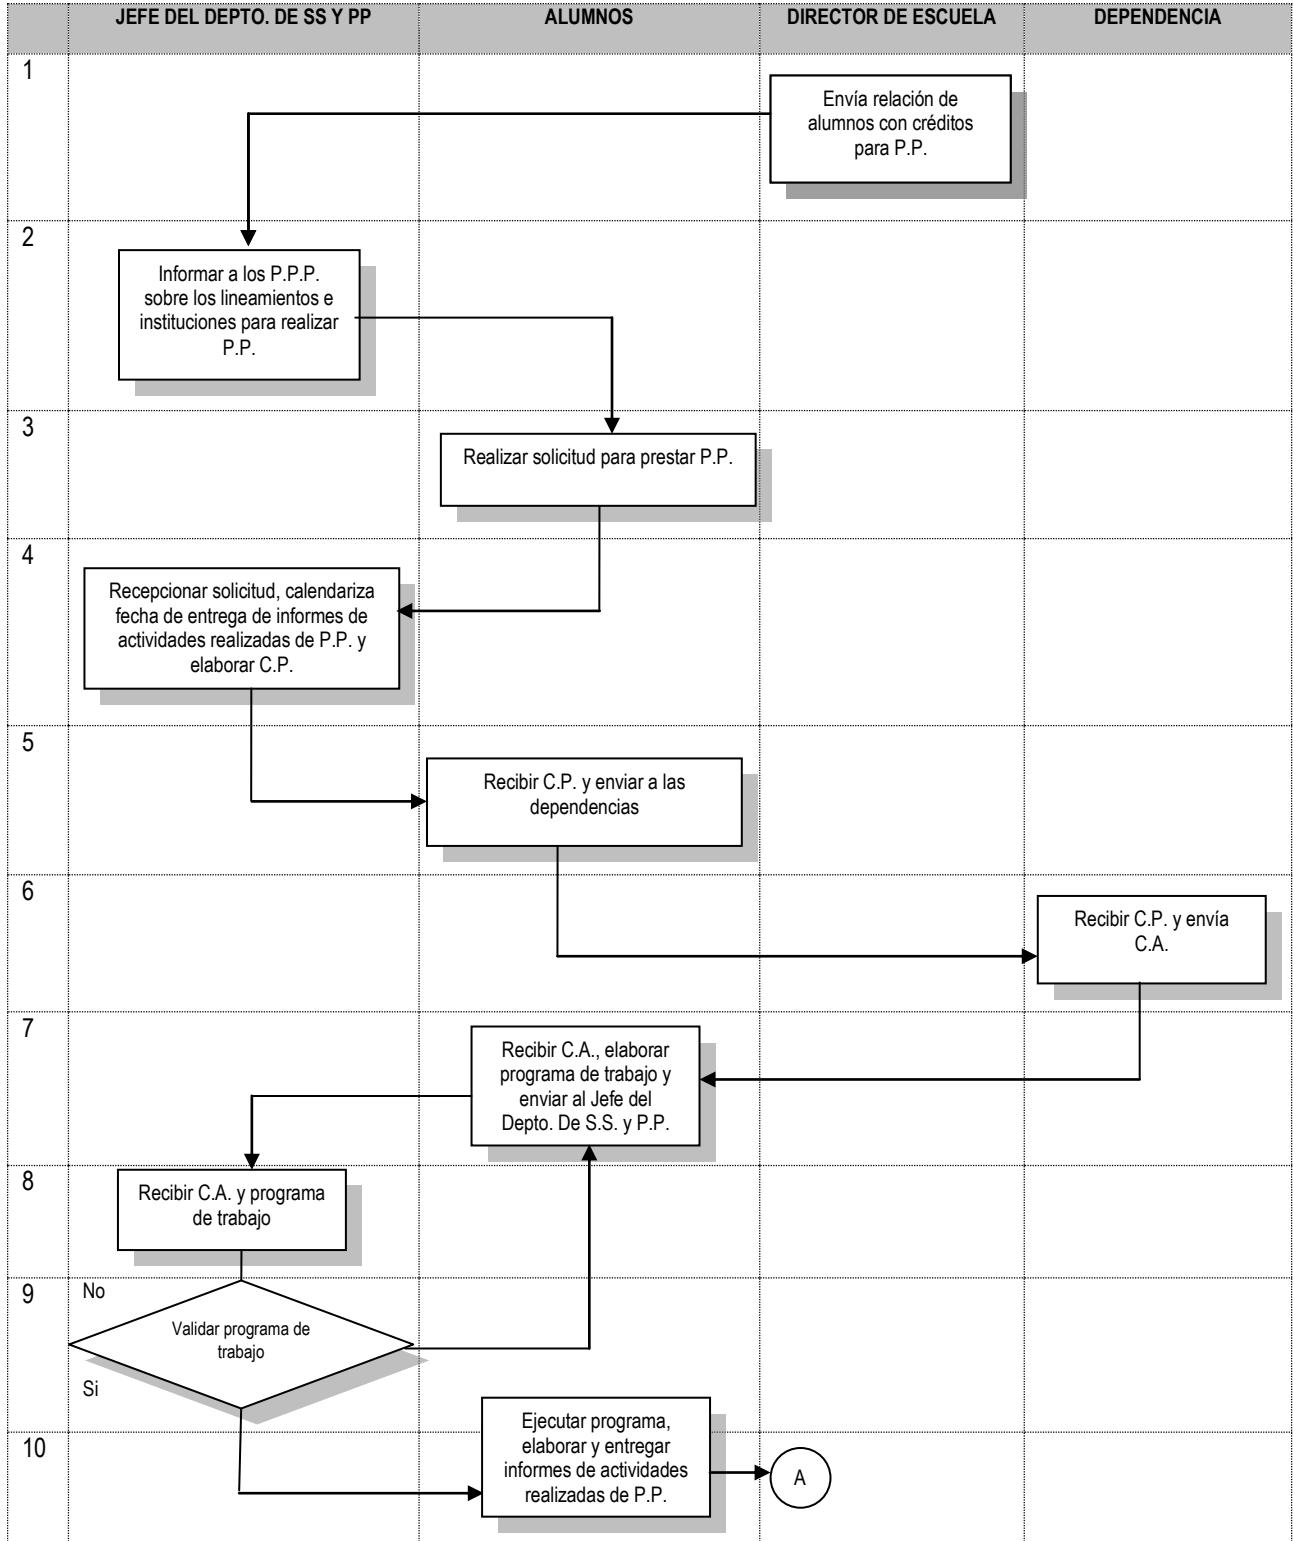 JEFE DEL DEPTO. DE SS Y PP
ALUMNOS
DIRECTOR DE ESCUELA
DEPENDENCIA
1
Envía relación de
alumnos con créditos
para P.P.
2
Informar a los P.P.P.
sobre los lineamientos e
instituciones para realizar
P.P.
3
Realizar solicitud para prestar P.P.
4
Recepcionar solicitud, calendariza
fecha de entrega de informes de
actividades realizadas de P.P. y
elaborar C.P.
5
Recibir C.P. y enviar a las
dependencias
6
Recibir C.P. y envía
C.A.
7
Recibir C.A., elaborar
programa de trabajo y
enviar al Jefe del
Depto. De S.S. y P.P.
8
Recibir C.A. y programa
de trabajo
9
No
Validar programa de
trabajo
Si
10
Ejecutar programa,
elaborar y entregar
informes de actividades
realizadas de P.P.
A